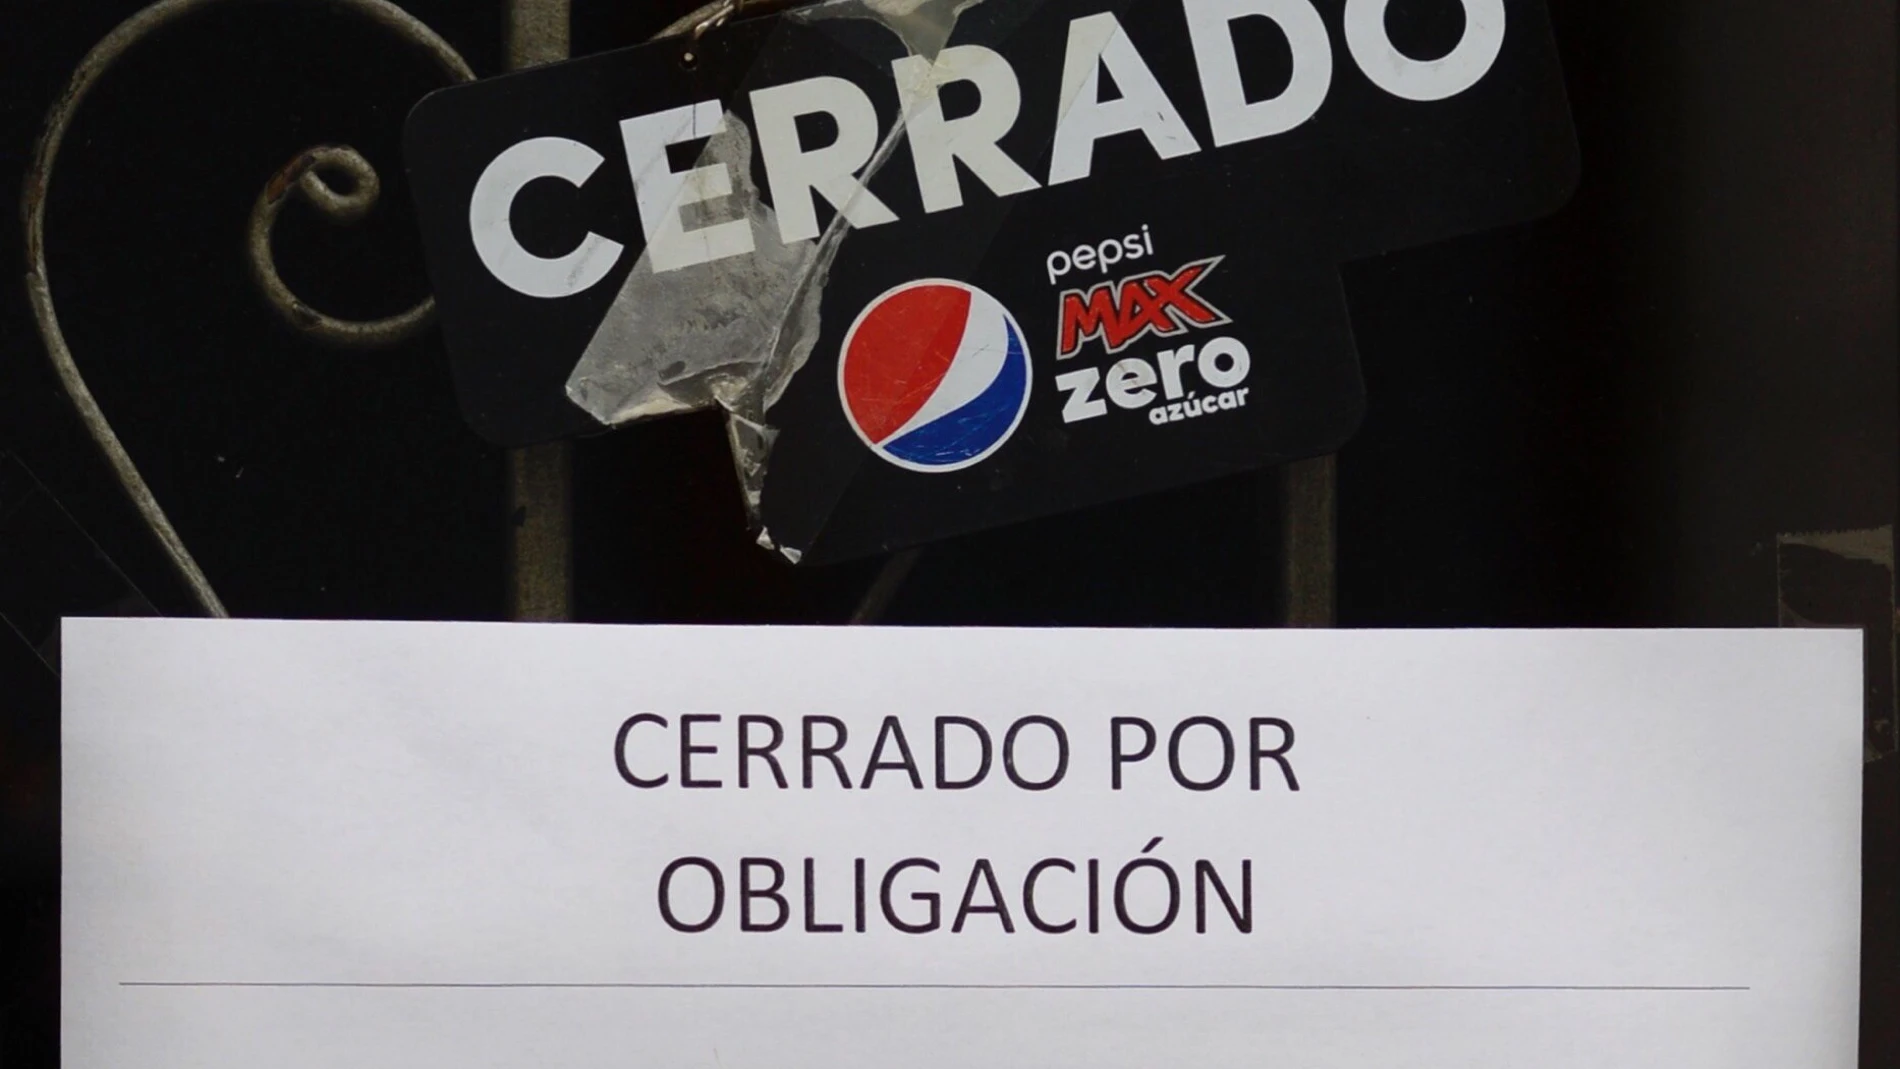 CERRADO
pepsi
MAX
zero
azúcar
CERRADO POR
OBLIGACIÓN